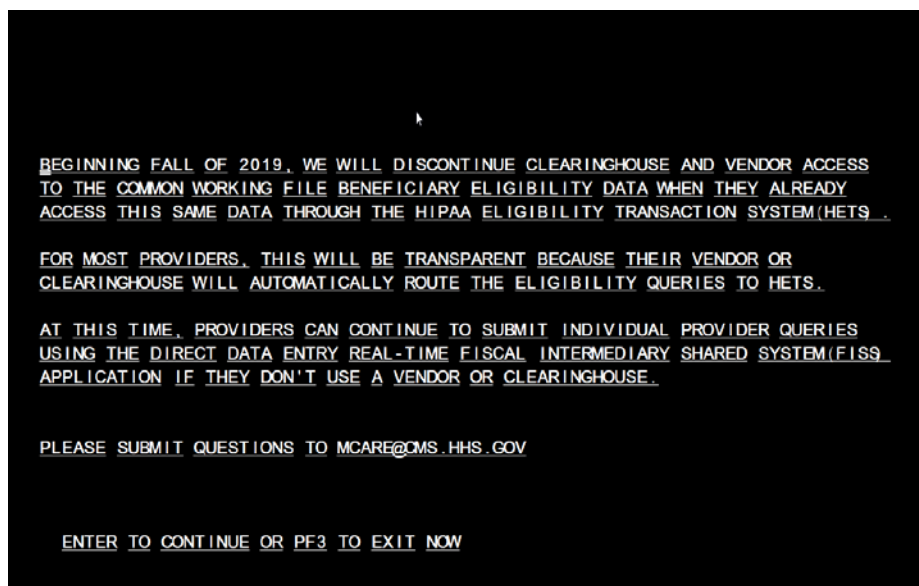 BEGINNING FALL OF 2019, WE WILL DISCONTINUE CLEARINGHOUSE AND VENDOR ACCESS
TO THE COMMON WORKING FILE BENEFICIARY ELIGIBILITY DATA WHEN THEY ALREADY
ACCESS THIS SAME DATA THROUGH THE HIPAA ELIGIBILITY TRANSACTION SYSTEM(HETS).
FOR MOST PROVIDERS, THIS WILL BE TRANSPARENT BECAUSE THEIR VENDOR OR
CLEARINGHOUSE WILL AUTOMATICALLY ROUTE THE ELIGIBILITY QUERIES TO HETS.
AT THIS TIME, PROVIDERS CAN CONTINUE TO SUBMIT INDIVIDUAL PROVIDER QUERIES
USING THE DIRECT DATA ENTRY REAL-TIME FISCAL INTERMEDIARY SHARED SYSTEM(FISS)
APPLICATION IF THEY DON'T USE A VENDOR OR CLEARINGHOUSE.
PLEASE SUBMIT QUESTIONS TO MCARE@CMS.HHS.GOV
ENTER TO CONTINUE OR PF3 TO EXIT NOW